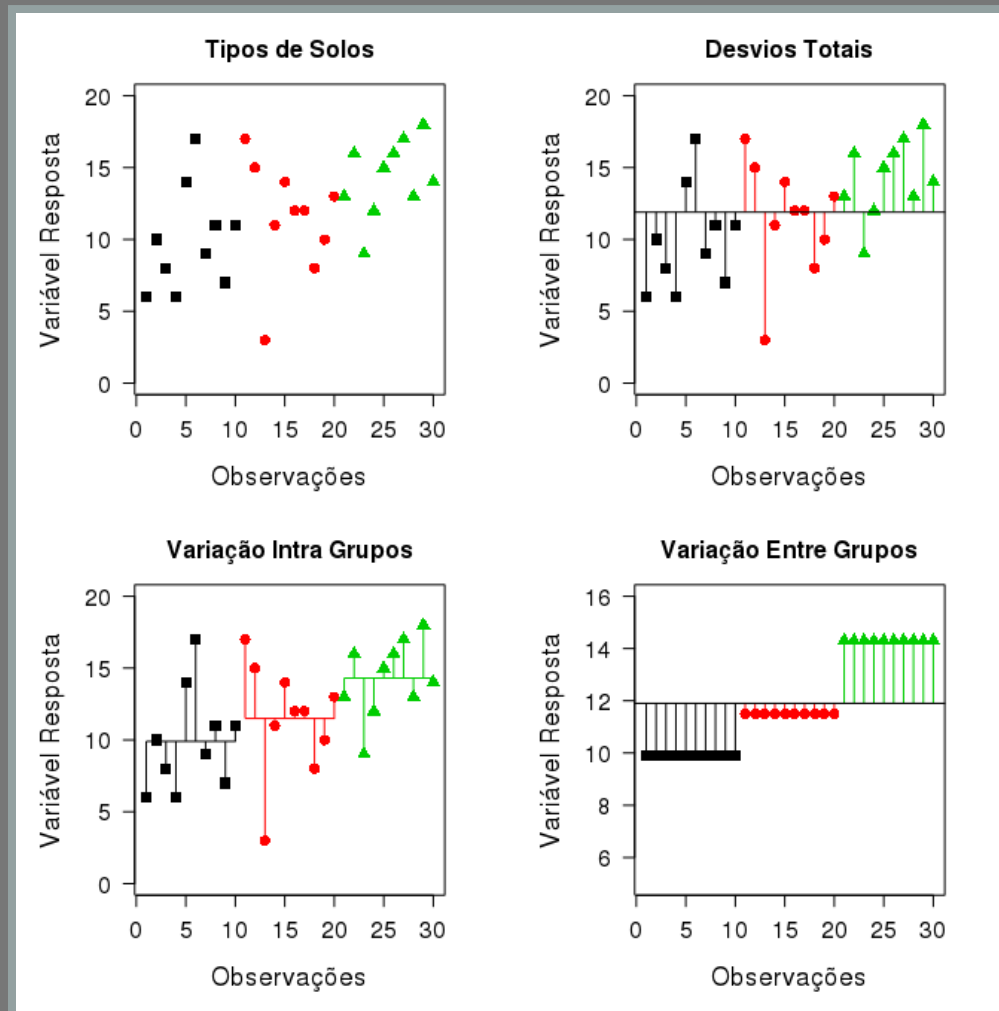 Tipos de Solos
Variável Resposta
20
15
10
5
0
0 5 10 15 20 25 30
Observações
Desvios Totais
Variável Resposta
20
15
10
5
0
0 5 10 15 20 25 30
Observações
Variação Intra Grupos
Variável Resposta
20
15
10
5
0
0 5 10 15 20 25 30
Observações
Variação Entre Grupos
Variável Resposta
16
14
12
10
8
6
0 5 10 15 20 25 30
Observações